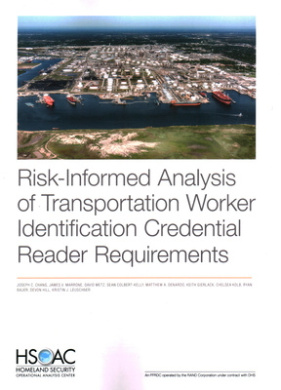 Risk-Informed Analysis
of Transportation Worker
Identification Credential
Reader Requirements
JOSEPH C. CHANG, JAMES V. MARRONE, DAVID METZ, SEAN COLBERT-KELLY, MATTHEW N. EDWARDS, KEITH GIERLACK, CHELSEA KOLB, RYAN
BAUER, DEVON HILL, KRISTIN J. LEUSCHNER
HSOAC
HOMELAND SECURITY
OPERATIONAL ANALYSIS CENTER
An FFRDC operated by the RAND Corporation under contract with DHS